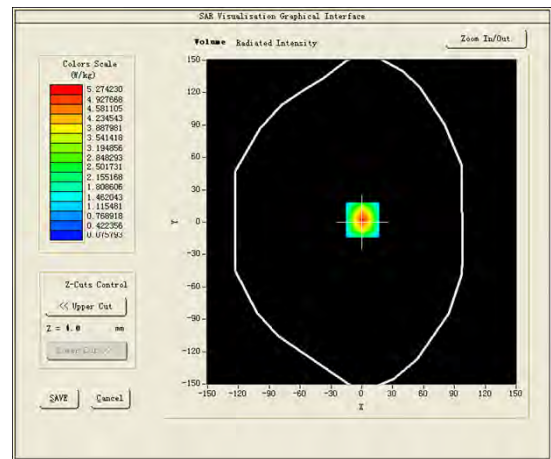 SAR Visualisation Graphical Interface
Volume Radiated Intensity
Zoom In/Out
Colors Scale
(W/kg)
5.274230
4.927668
4.581105
4.234543
3.887981
3.541418
3.194856
2.848293
2.501731
2.155168
1.808606
1.462043
1.115481
0.768918
0.422356
0.075793
Z-Cuts Control
<< Upper Cut
Z = 4.0 mm
SAVE
Cancel
150
120
90
60
30
0
-30
-60
-90
-120
-150
Y
-150 -120 -90 -60 -30 0 30 60 90 120 150
X